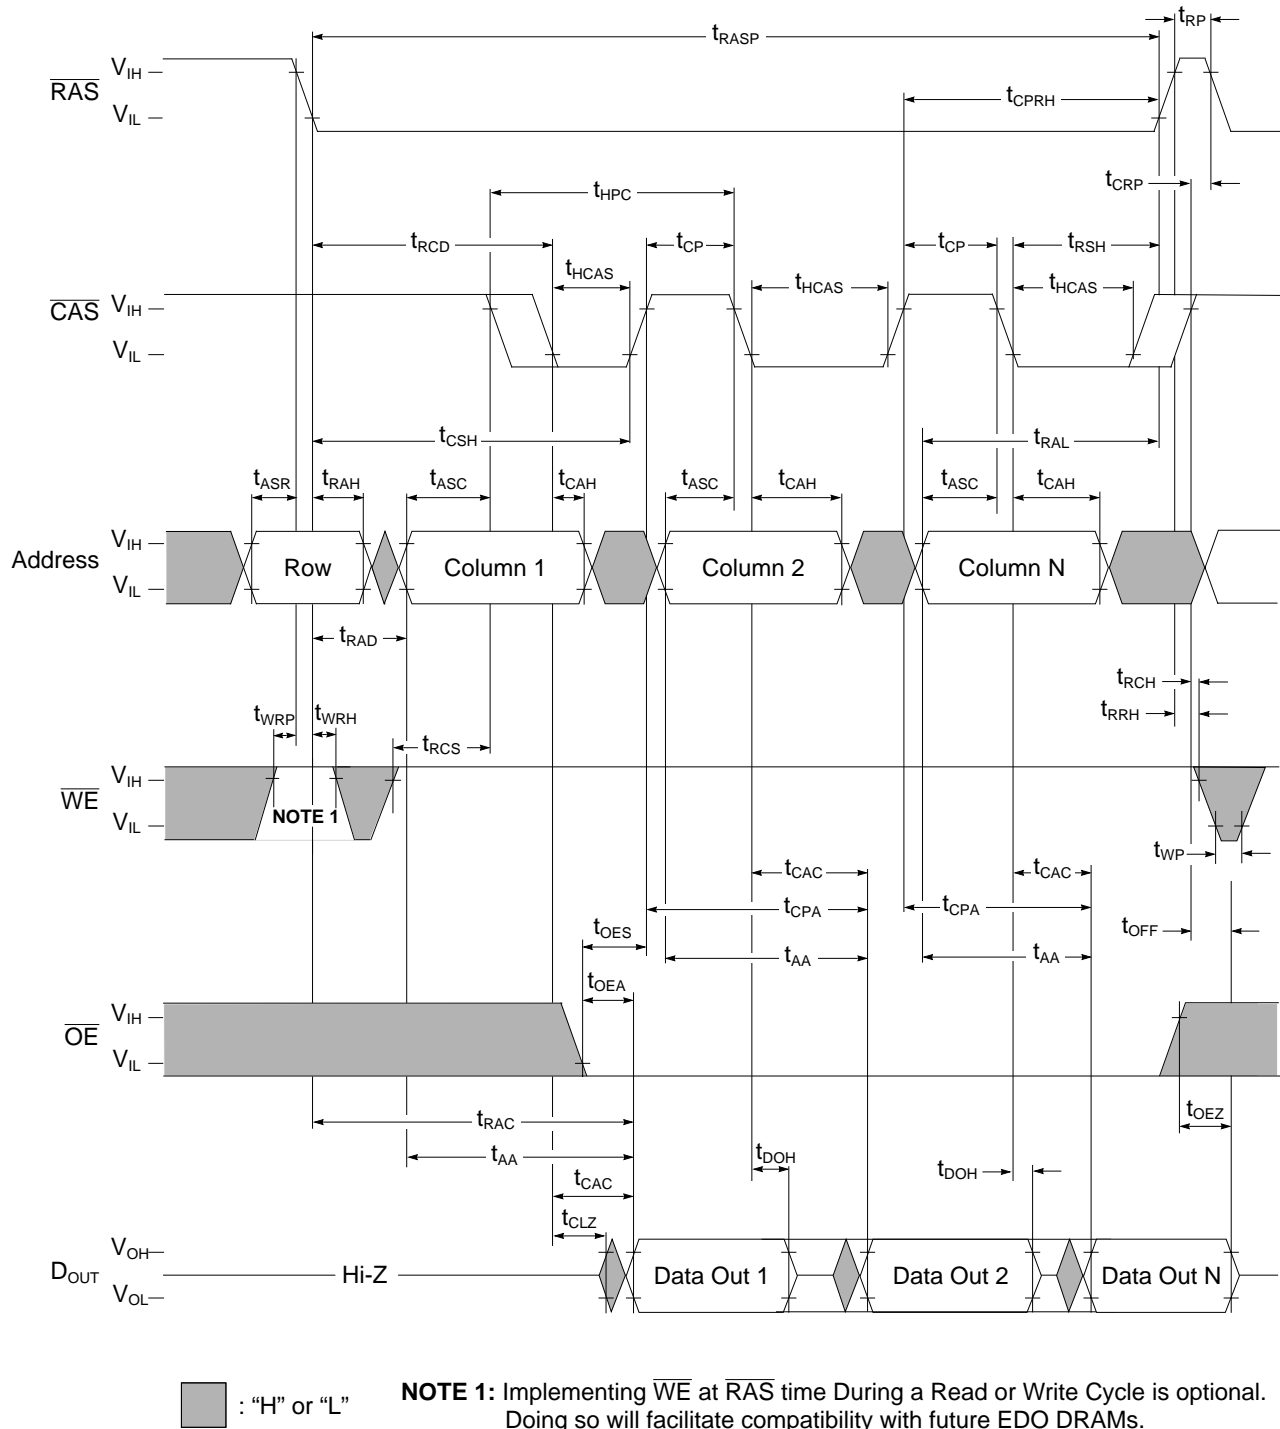 tRP
tRASP
RAS VIH
VIL
tCPRH
tCRP
tHPC
tRCD tCP tCP tRSH
tHCAS tHCAS tHCAS
CAS VIH
VIL
tCSH tRAL
tASR tRAH tASC tCAH tASC tCAH tASC tCAH
Address VIH
VIL
Row Column 1 Column 2 Column N
tRAD
tRCH
tRRH
tWRP tWRH
tRCS
WE VIH
VIL
NOTE 1
tWP
tCAC tCAC
tCPA tCPA
tOES tOFF
tAA tAA
tOEA
OE VIH
VIL
tOEZ
tRAC
tAA tDOH tDOH
tCAC
tCLZ
DOUT VOH
VOL
Hi-Z Data Out 1 Data Out 2 Data Out N
: “H” or “L”
NOTE 1: Implementing WE at RAS time During a Read or Write Cycle is optional.
Doing so will facilitate compatibility with future EDO DRAMs.